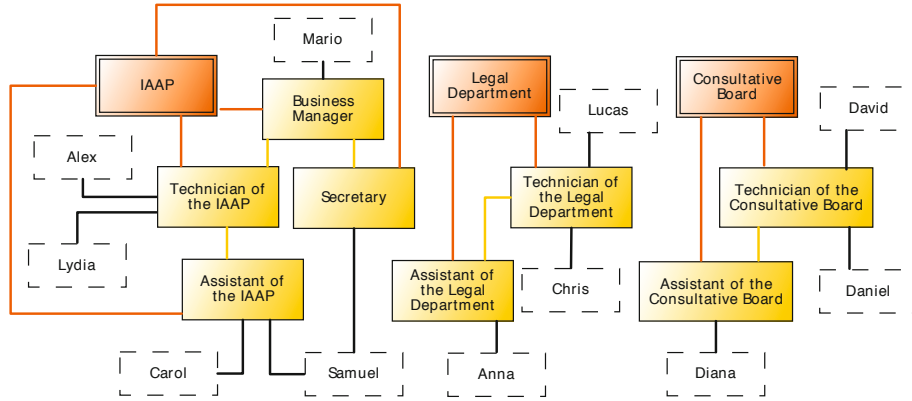 Mario
IAAP
Business
Manager
Legal
Department
Consultative
Board
Lucas
David
Alex
Technician of
the IAAP
Secretary
Technician of
the Legal
Department
Technician of the
Consultative Board
Lydia
Assistant of
the IAAP
Assistant of
the Legal
Department
Chris
Assistant of the
Consultative Board
Daniel
Carol
Samuel
Anna
Diana